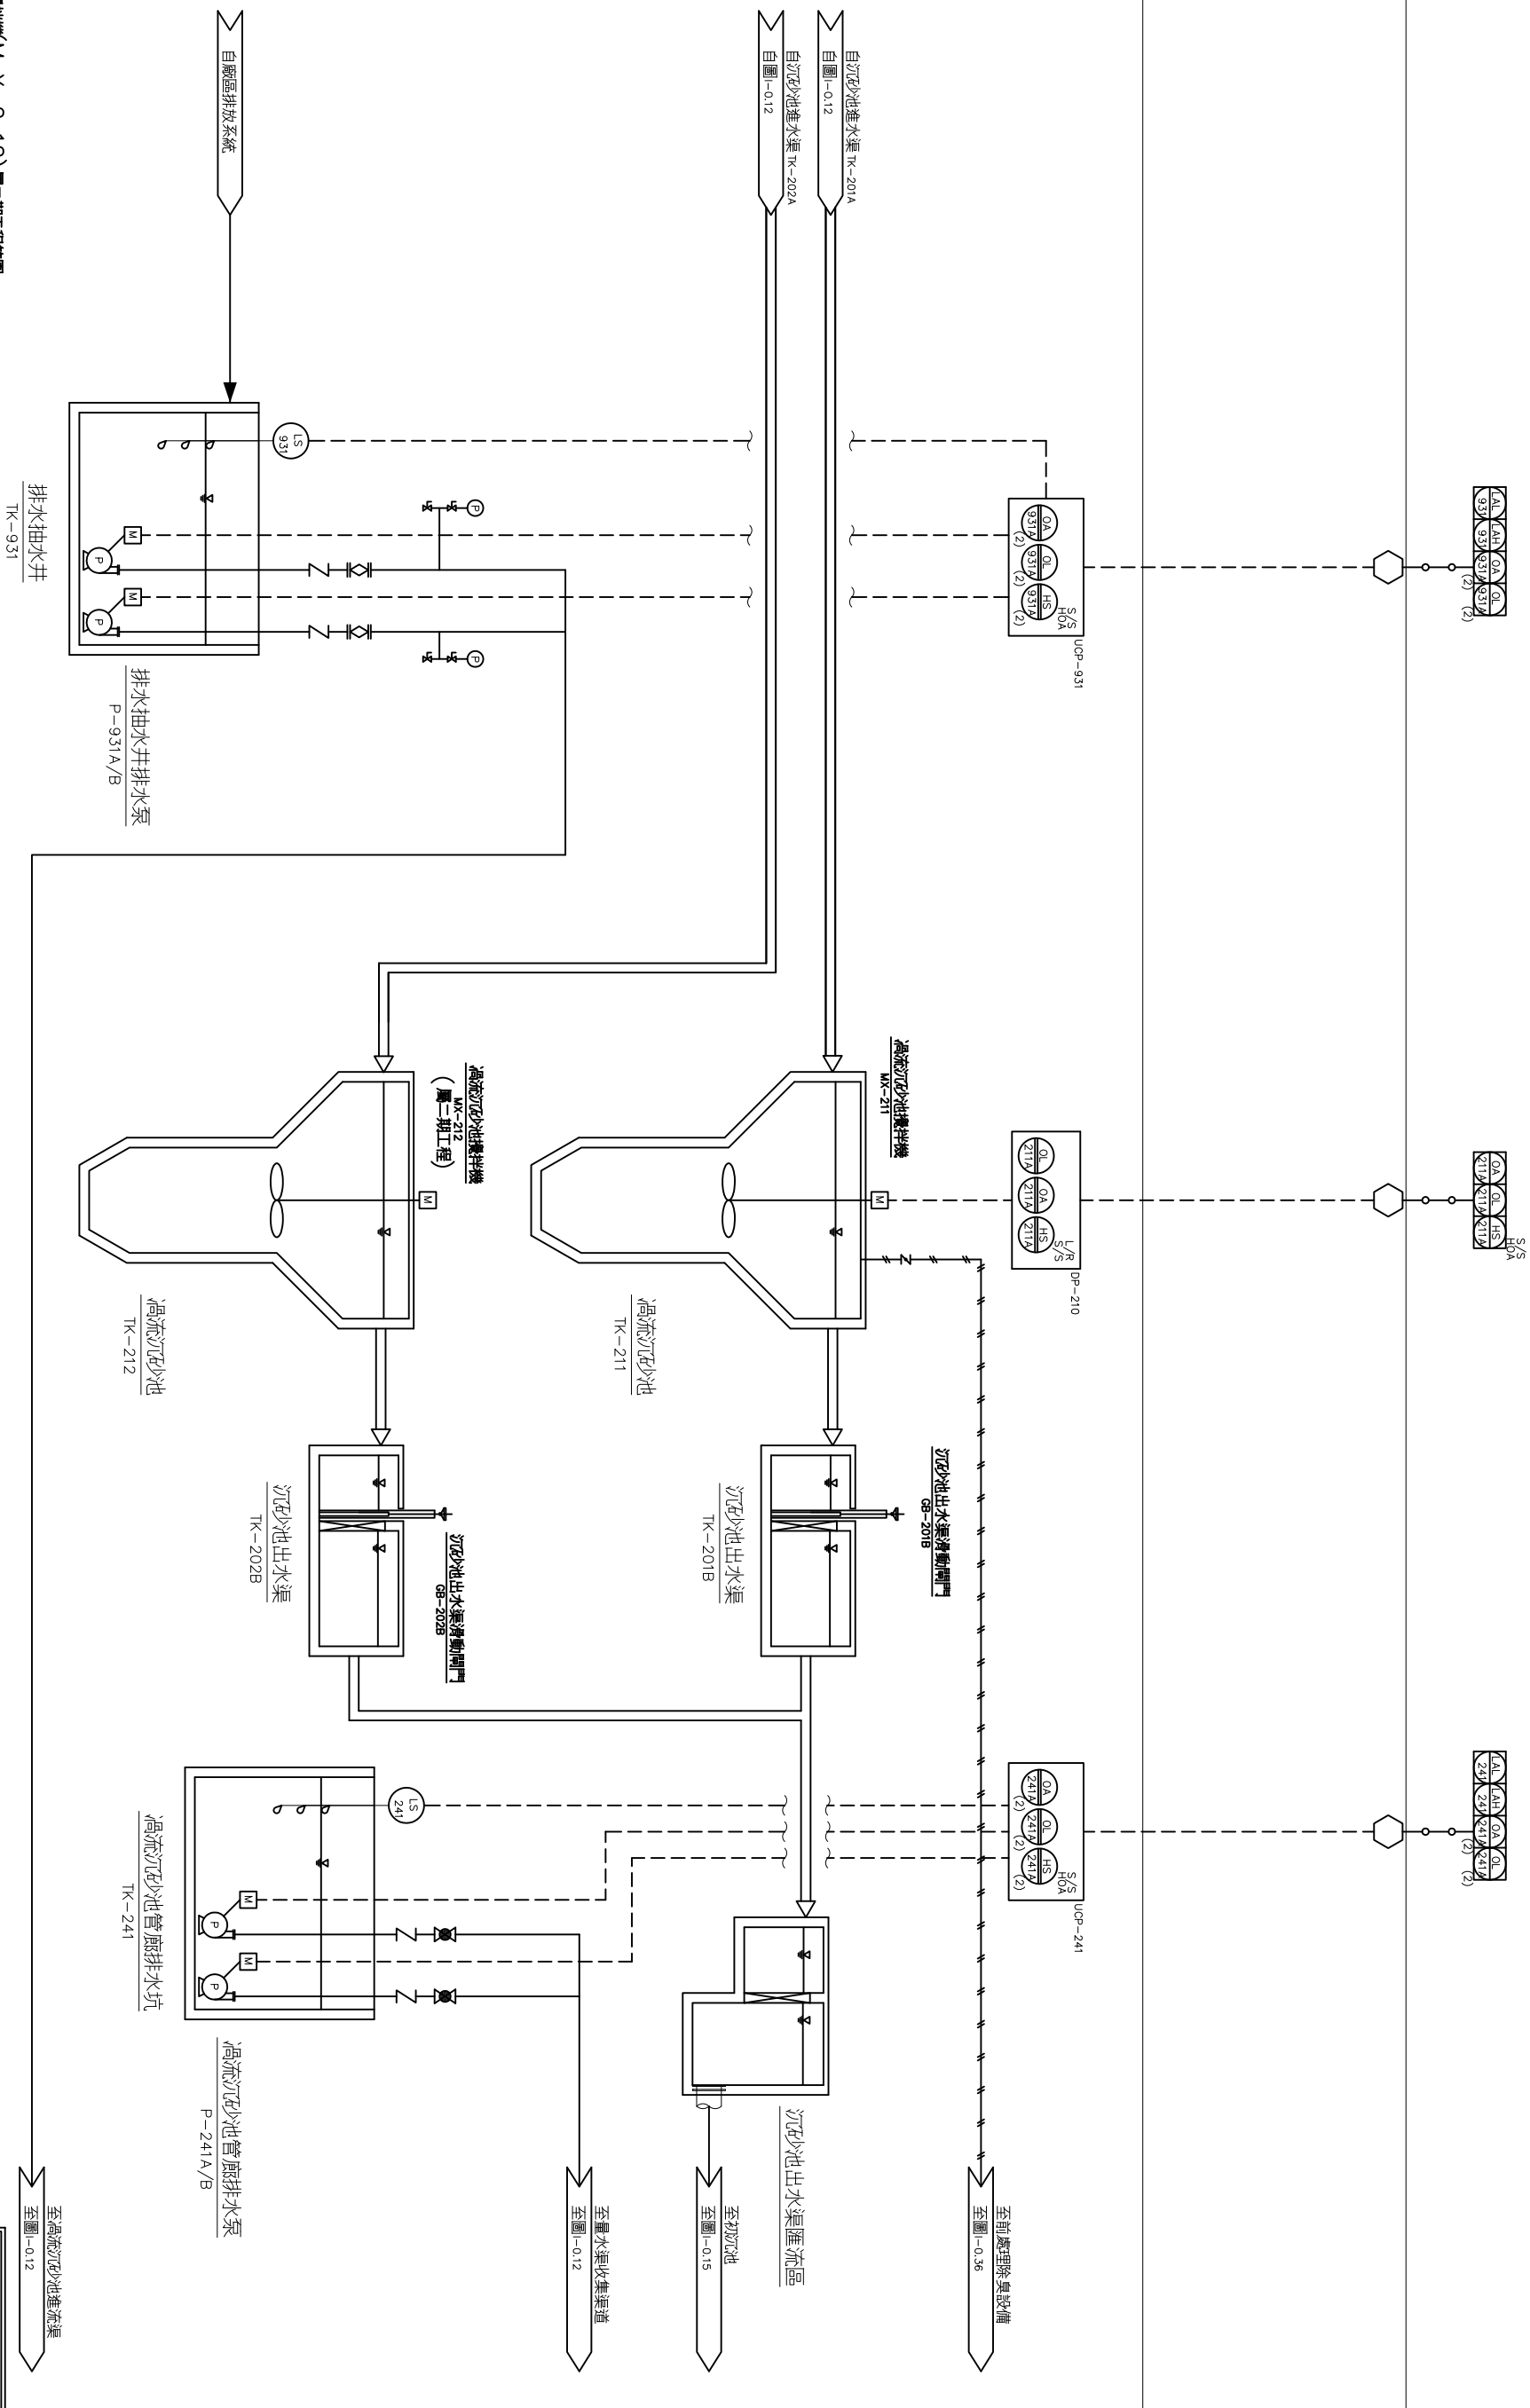 LAL 931
LAH 931
OA 931A
(2)
OL 931A
(2)
OA 211A
OL 211A
HS 211A
S/S
HOA
LAL 241
LAH 241
OA 241A
(2)
OL 241A
(2)
OA 931A
(2)
OL 931A
(2)
HS 931A
(2)
S/S
HOA
UCP-931
OL 211A
OA 211A
HS 211A
L/R
S/S
DP-210
OA 241A
(2)
OL 241A
(2)
HS 241A
(2)
S/S
HOA
UCP-241
自沉砂池進水渠 TK-201A
自圖I-0.12
自沉砂池進水渠 TK-202A
自圖I-0.12
自廠區排放系統
渦流沉砂池攪拌機
MX-211
M
渦流沉砂池
TK-211
沉砂池出水渠滑動閘門
GB-201B
沉砂池出水渠
TK-201B
至前處理除臭設備
至圖I-0.36
沉砂池出水渠匯流區
至初沉池
至圖I-0.15
渦流沉砂池攪拌機
MX-212
(屬二期工程)
M
渦流沉砂池
TK-212
沉砂池出水渠滑動閘門
GB-202B
沉砂池出水渠
TK-202B
LS 931
P
P
M
M
P
P
排水抽水井
TK-931
排水抽水井排水泵
P-931A/B
LS 241
M
M
P
P
渦流沉砂池管廊排水坑
TK-241
渦流沉砂池管廊排水泵
P-241A/B
至量水渠收集渠道
至圖I-0.12
至渦流沉砂池進流渠
至圖I-0.12